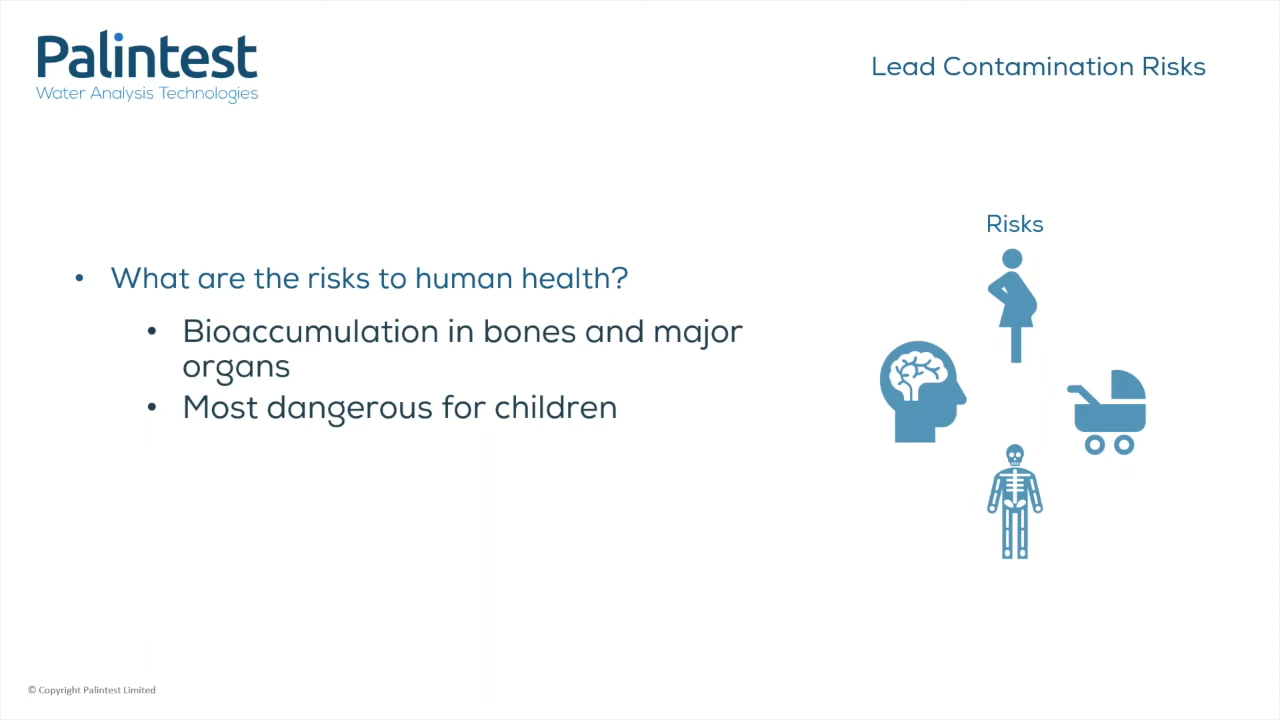 Palintest
Water Analysis Technologies
Lead Contamination Risks
• What are the risks to human health?
• Bioaccumulation in bones and major
organs
• Most dangerous for children
Risks
© Copyright Palintest Limited